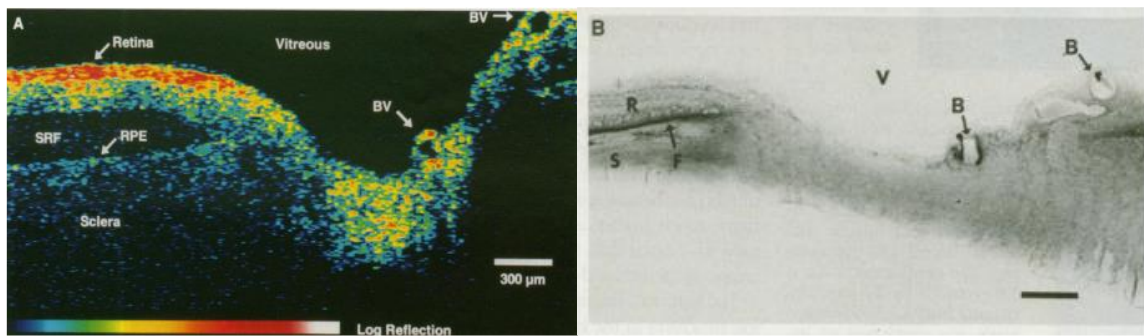 A
BV
Retina
Vitreous
BV
SRF
RPE
Sclera
300 µm
Log Reflection
B
B
V
B
R
S
F